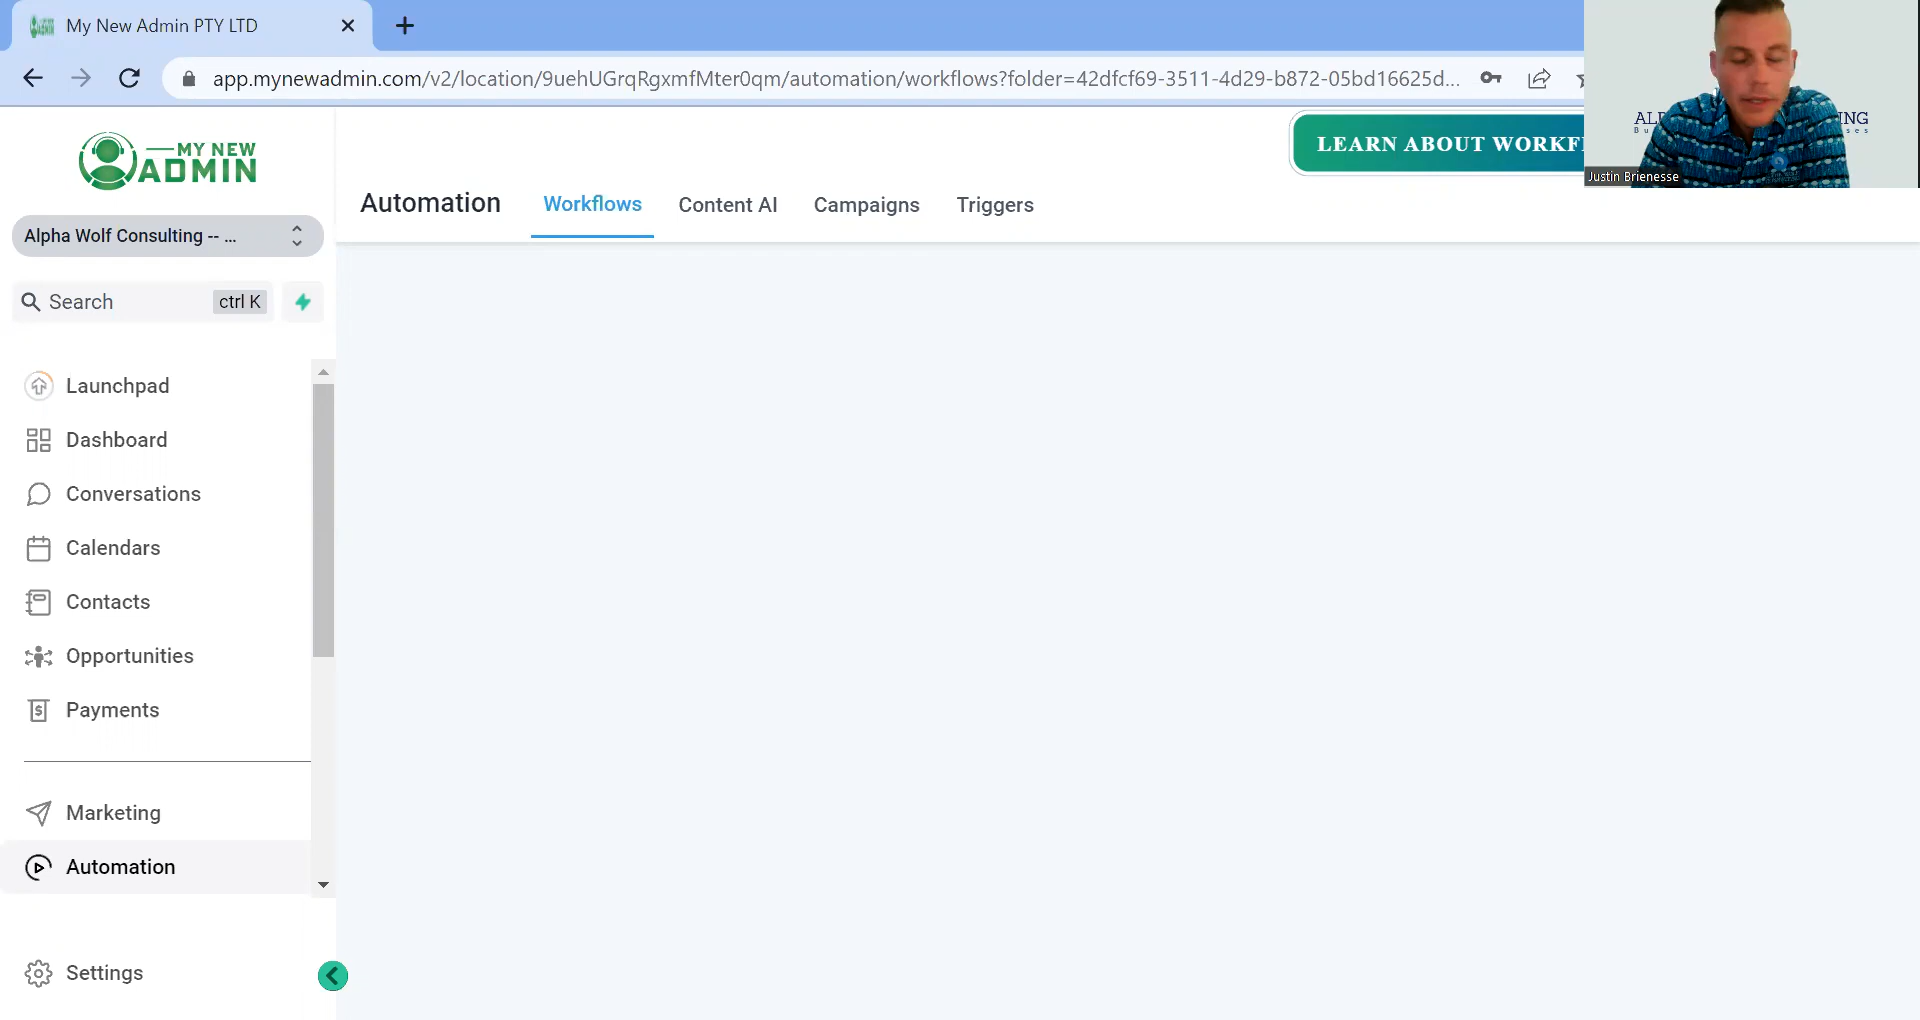 My New Admin PTY LTD
app.mynewadmin.com/v2/location/9uehUGrqRgxmfMter0qm/automation/workflows?folder=42dfcf69-3511-4d29-b872-05bd16625d...
MY NEW
ADMIN
LEARN ABOUT WORKF
AL
ING
Justin Brienesse
Automation
Workflows
Content AI
Campaigns
Triggers
Alpha Wolf Consulting -- ...
Search
ctrl K
Launchpad
Dashboard
Conversations
Calendars
Contacts
Opportunities
Payments
Marketing
Automation
Settings